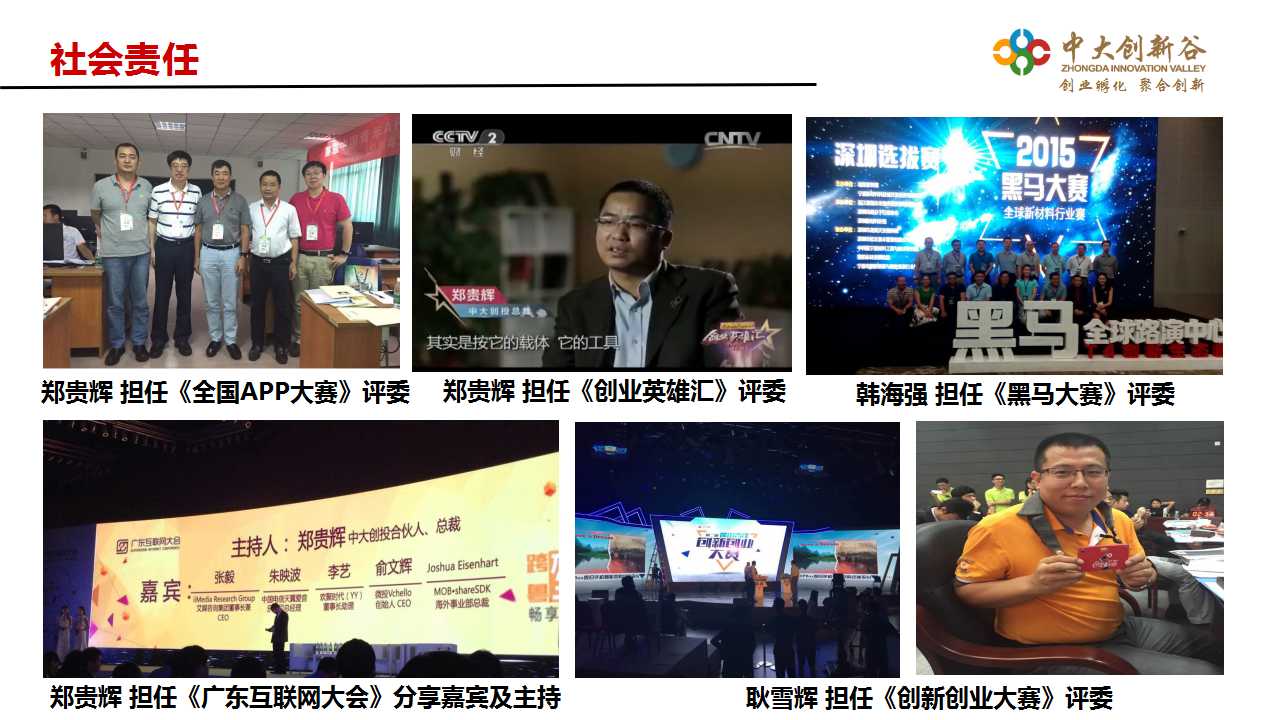 社会责任
中大创新谷
ZHONGDA INNOVATION VALLEY
创业孵化 聚合创新
CCTV 2
财 经
CNTV
郑贵辉
中大创投总裁
其实是按它的载体 它的工具
创业英雄汇
深圳选拔赛
2015
黑马大赛
全球新材料行业赛
黑马
全球路演中心
郑贵辉 担任《全国APP大赛》评委
郑贵辉 担任《创业英雄汇》评委
韩海强 担任《黑马大赛》评委
广东互联网大会
主持人：郑贵辉 中大创投合伙人、总裁
嘉宾：
张毅
iiMedia Research Group
艾媒咨询集团董事长兼
CEO
朱映波
李艺
欢聚时代（YY）
董事长助理
俞文辉
微投Vchello
创始人 CEO
Joshua Eisenhart
MOB•shareSDK
海外事业部总裁
创新创业
大赛
郑贵辉 担任《广东互联网大会》分享嘉宾及主持
耿雪辉 担任《创新创业大赛》评委